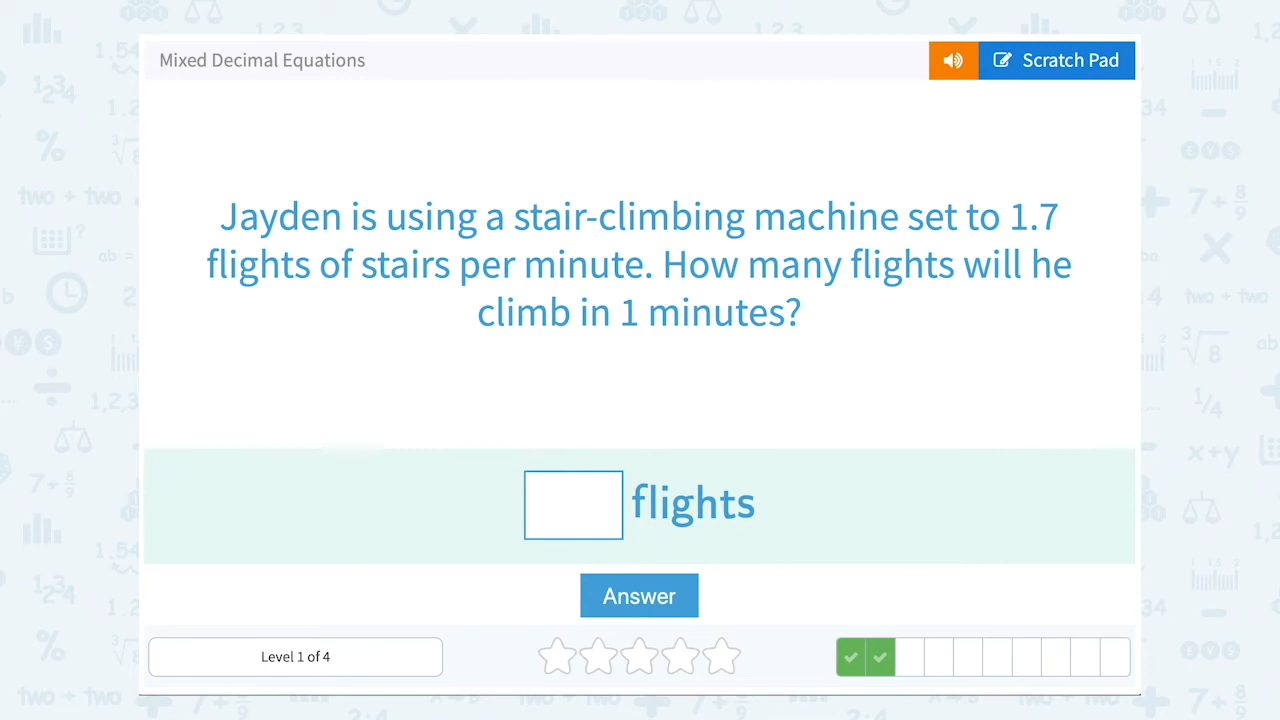 Mixed Decimal Equations
Scratch Pad
Jayden is using a stair-climbing machine set to 1.7
flights of stairs per minute. How many flights will he
climb in 1 minutes?
flights
Answer
Level 1 of 4